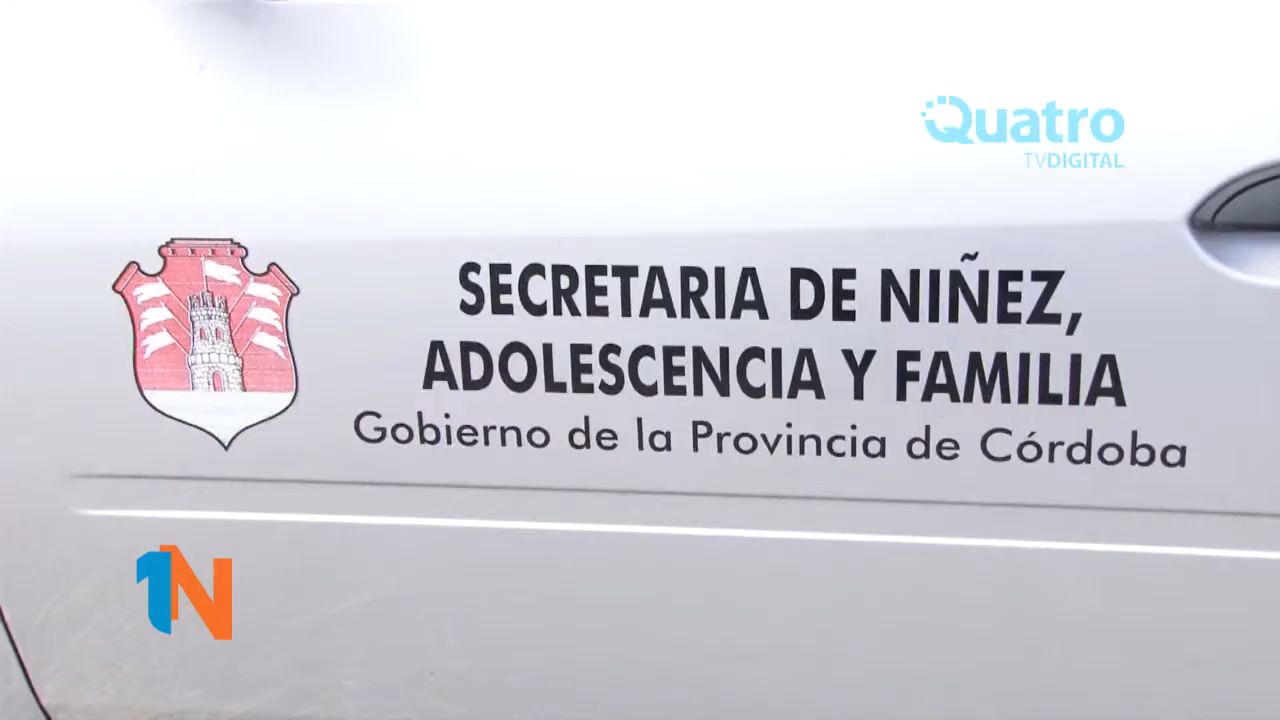 Quatro
TVDIGITAL
SECRETARIA DE NIÑEZ,
ADOLESCENCIA Y FAMILIA
Gobierno de la Provincia de Córdoba
1N